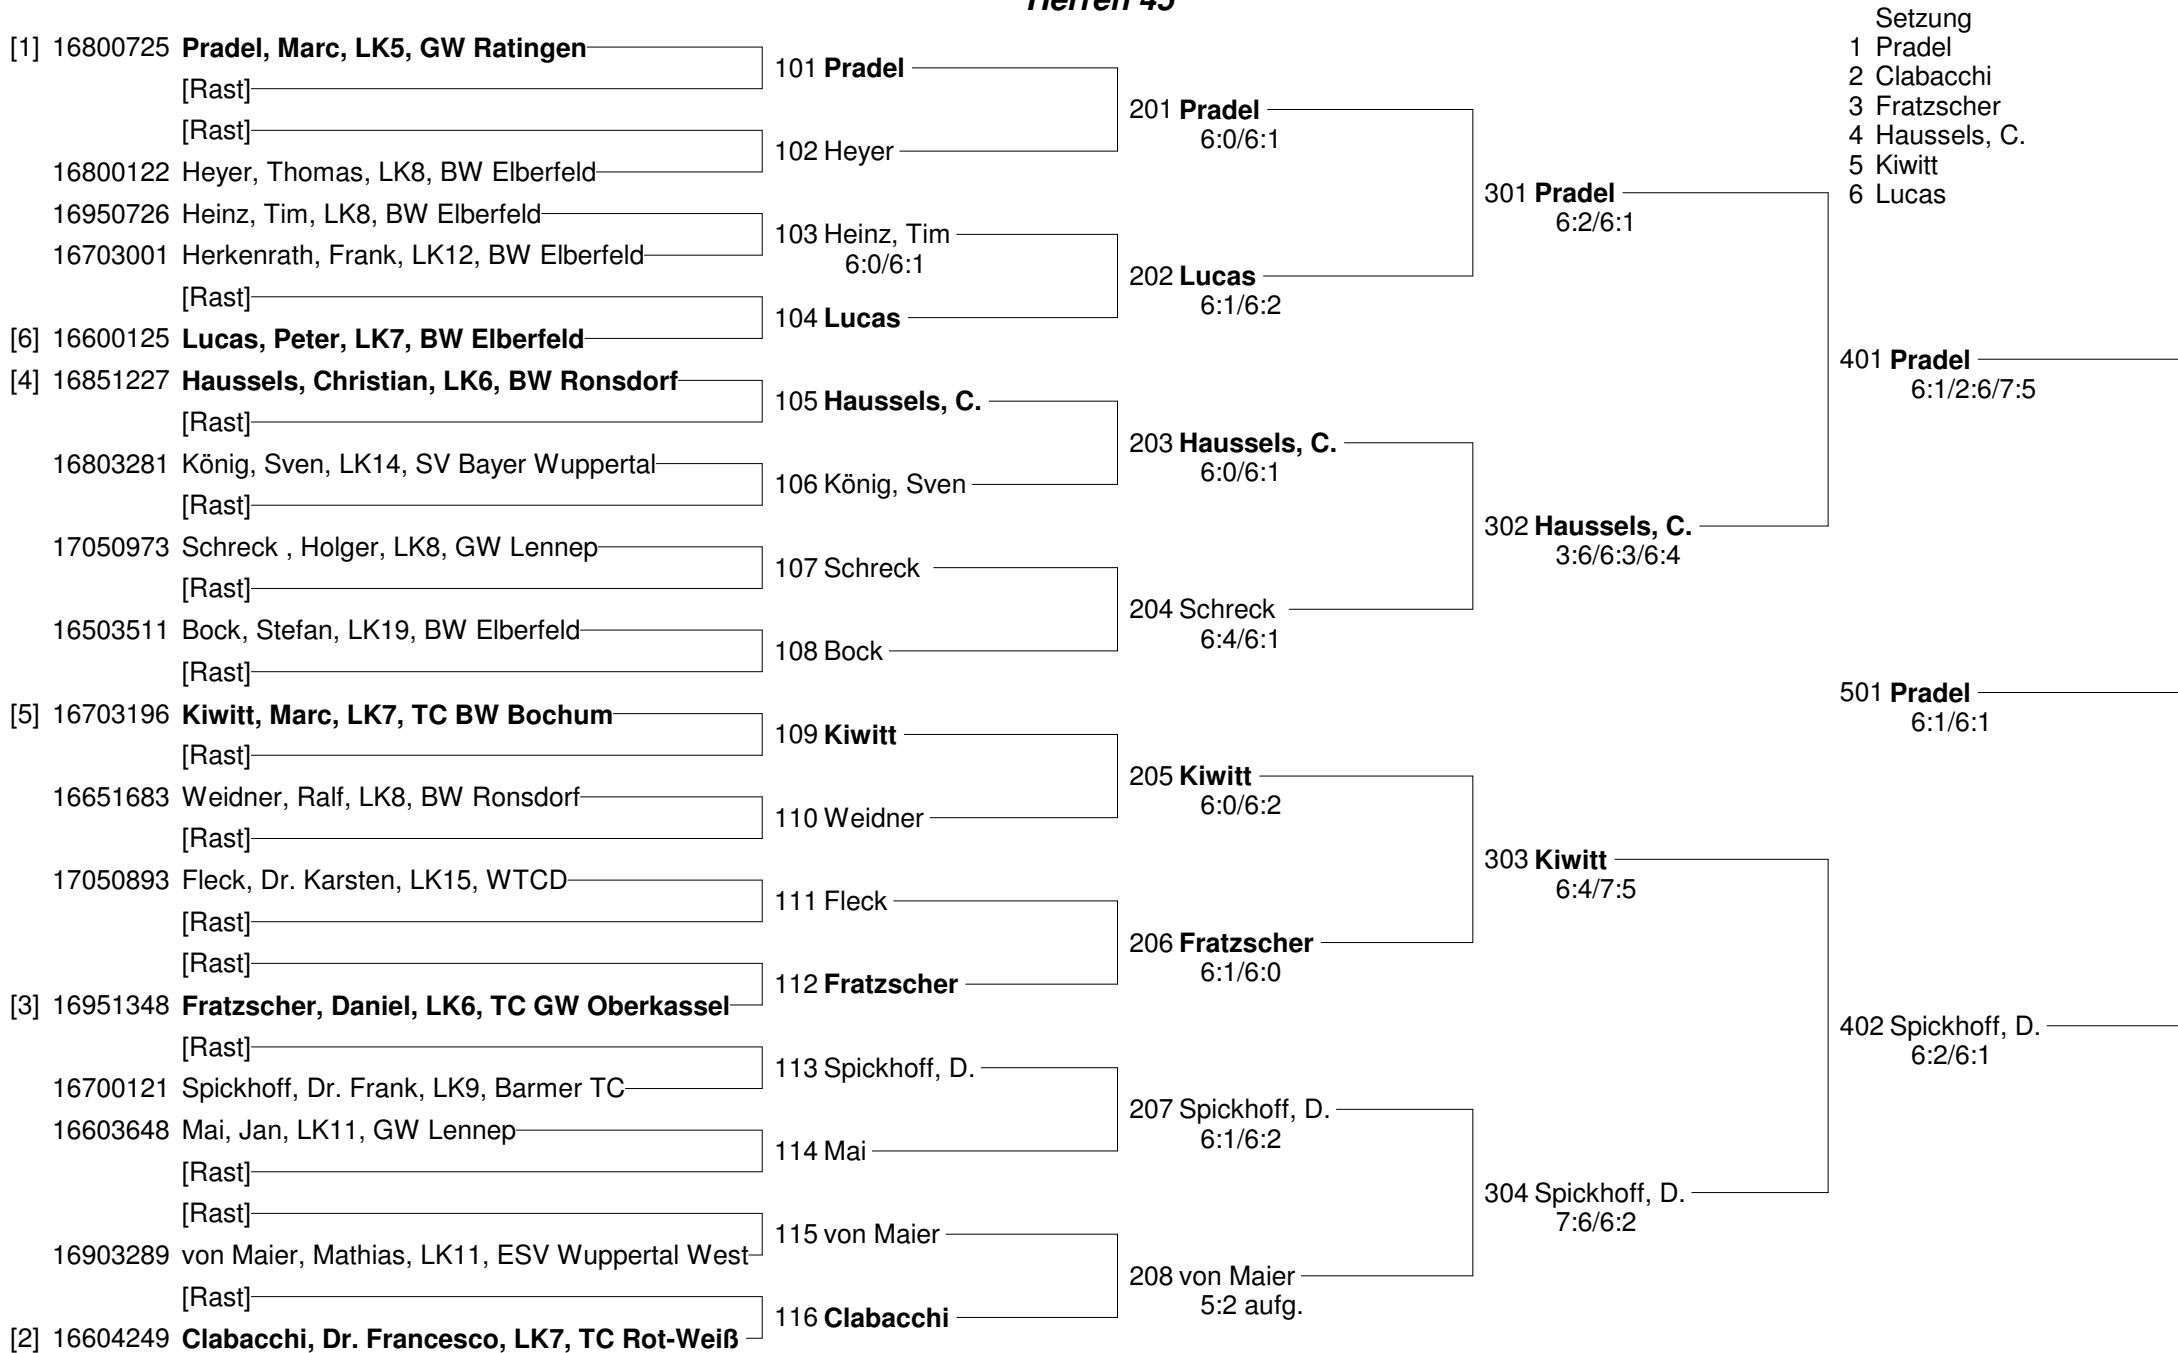 Herren 45
Setzung
1 Pradel
2 Clabacchi
3 Fratzscher
4 Haussels, C.
5 Kiwitt
6 Lucas
[1] 16800725 Pradel, Marc, LK5, GW Ratingen
[Rast]
[Rast]
16800122 Heyer, Thomas, LK8, BW Elberfeld
16950726 Heinz, Tim, LK8, BW Elberfeld
16703001 Herkenrath, Frank, LK12, BW Elberfeld
[Rast]
[6] 16600125 Lucas, Peter, LK7, BW Elberfeld
[4] 16851227 Haussels, Christian, LK6, BW Ronsdorf
[Rast]
16803281 König, Sven, LK14, SV Bayer Wuppertal
[Rast]
17050973 Schreck , Holger, LK8, GW Lennep
[Rast]
16503511 Bock, Stefan, LK19, BW Elberfeld
[Rast]
[5] 16703196 Kiwitt, Marc, LK7, TC BW Bochum
[Rast]
16651683 Weidner, Ralf, LK8, BW Ronsdorf
[Rast]
17050893 Fleck, Dr. Karsten, LK15, WTCD
[Rast]
[Rast]
[3] 16951348 Fratzscher, Daniel, LK6, TC GW Oberkassel
[Rast]
16700121 Spickhoff, Dr. Frank, LK9, Barmer TC
16603648 Mai, Jan, LK11, GW Lennep
[Rast]
[Rast]
16903289 von Maier, Mathias, LK11, ESV Wuppertal West
[Rast]
[2] 16604249 Clabacchi, Dr. Francesco, LK7, TC Rot-Weiß
101 Pradel
102 Heyer
103 Heinz, Tim
6:0/6:1
104 Lucas
105 Haussels, C.
106 König, Sven
107 Schreck
108 Bock
109 Kiwitt
110 Weidner
111 Fleck
112 Fratzscher
113 Spickhoff, D.
114 Mai
115 von Maier
116 Clabacchi
201 Pradel
6:0/6:1
202 Lucas
6:1/6:2
203 Haussels, C.
6:0/6:1
204 Schreck
6:4/6:1
205 Kiwitt
6:0/6:2
206 Fratzscher
6:1/6:0
207 Spickhoff, D.
6:1/6:2
208 von Maier
5:2 aufg.
301 Pradel
6:2/6:1
302 Haussels, C.
3:6/6:3/6:4
303 Kiwitt
6:4/7:5
304 Spickhoff, D.
7:6/6:2
401 Pradel
6:1/2:6/7:5
501 Pradel
6:1/6:1
402 Spickhoff, D.
6:2/6:1